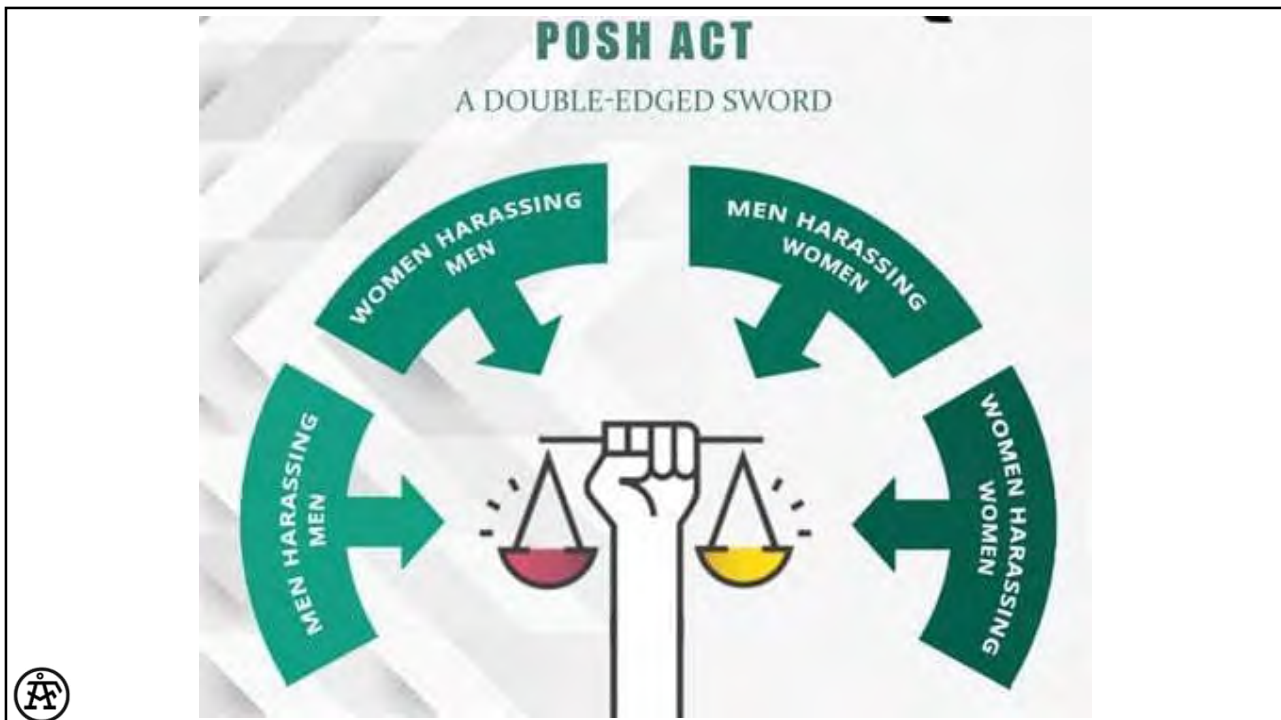 POSH ACT
A DOUBLE-EDGED SWORD
WOMEN HARASSING
MEN
MEN HARASSING
WOMEN
MEN HARASSING
MEN
WOMEN HARASSING
WOMEN